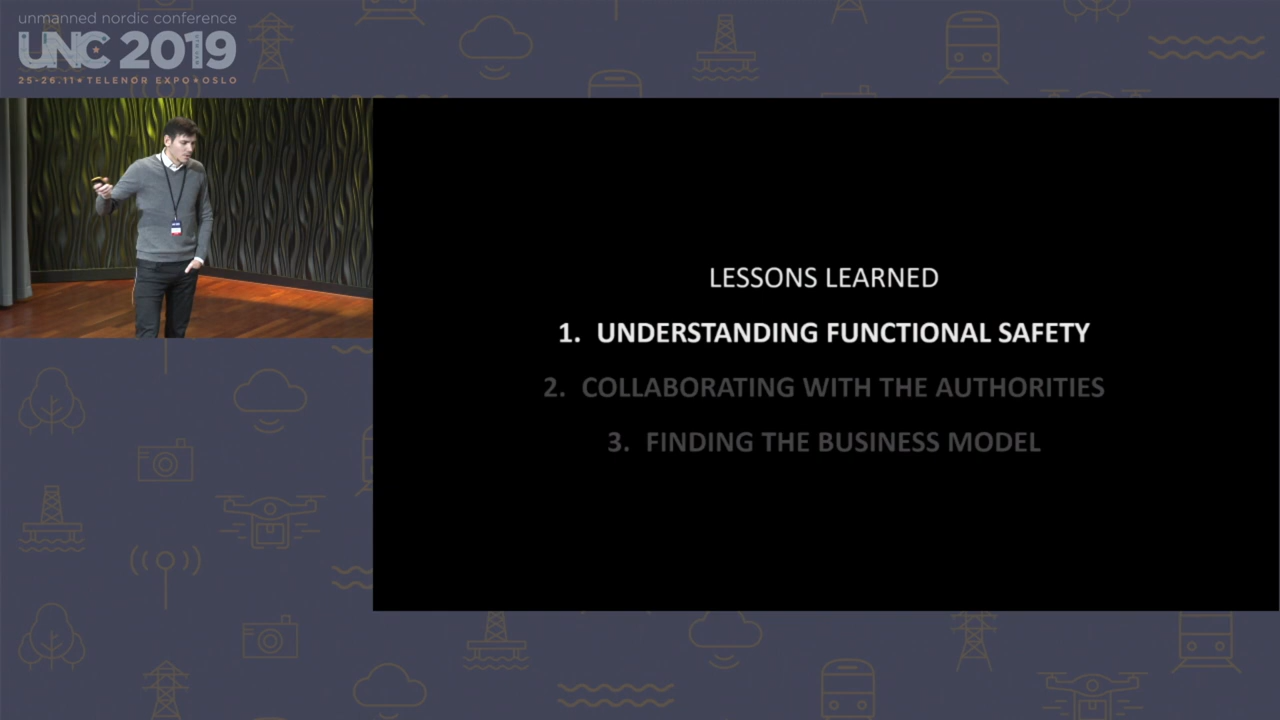 unmanned nordic conference
UNC 2019
25-26.11★TELENOR EXPO★OSLO
LESSONS LEARNED
1. UNDERSTANDING FUNCTIONAL SAFETY
2. COLLABORATING WITH THE AUTHORITIES
3. FINDING THE BUSINESS MODEL